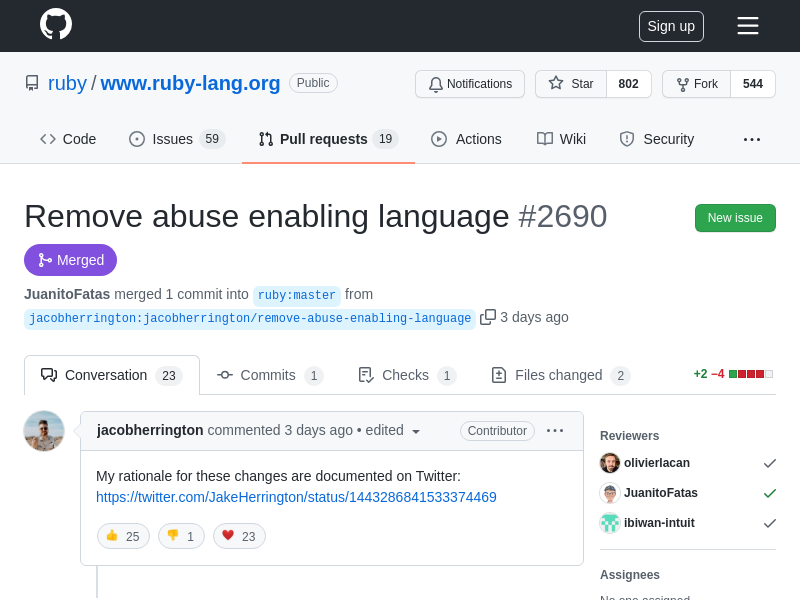 Sign up
ruby / www.ruby-lang.org Public
Notifications Star 802 Fork 544
Code Issues 59 Pull requests 19 Actions Wiki Security ...
Remove abuse enabling language #2690
New issue
Merged
JuanitoFatas merged 1 commit into ruby:master from
jacobherrington:jacobherrington/remove-abuse-enabling-language 3 days ago
Conversation 23 Commits 1 Checks 1 Files changed 2 +2 −4
jacobherrington commented 3 days ago • edited Contributor ...
My rationale for these changes are documented on Twitter:
https://twitter.com/JakeHerrington/status/1443286841533374469
25 1 23
Reviewers
olivierlacan
JuanitoFatas
ibiwan-intuit
Assignees
No one assigned